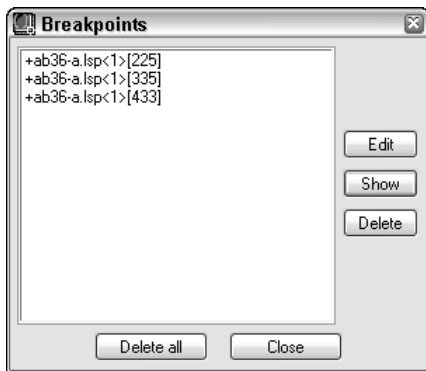 Breakpoints
+ab36-a.lsp<1>[225]
+ab36-a.lsp<1>[335]
+ab36-a.lsp<1>[433]
Edit
Show
Delete
Delete all Close